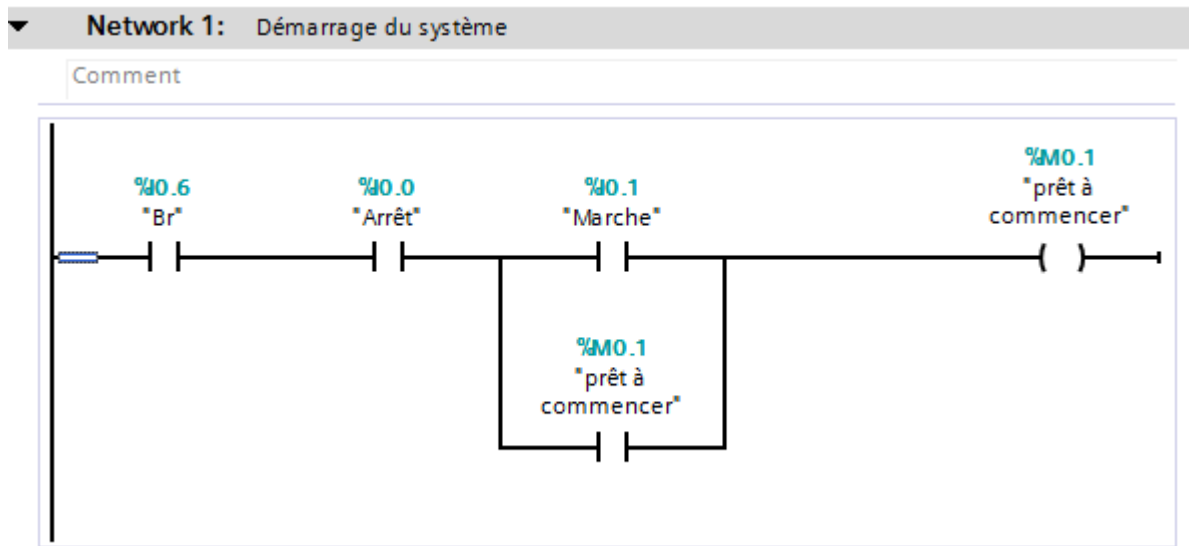 Network 1: Démarrage du système
Comment
%I0.6
"Br"
%I0.0
"Arrêt"
%I0.1
"Marche"
%M0.1
"prêt à
commencer"
%M0.1
"prêt à
commencer"